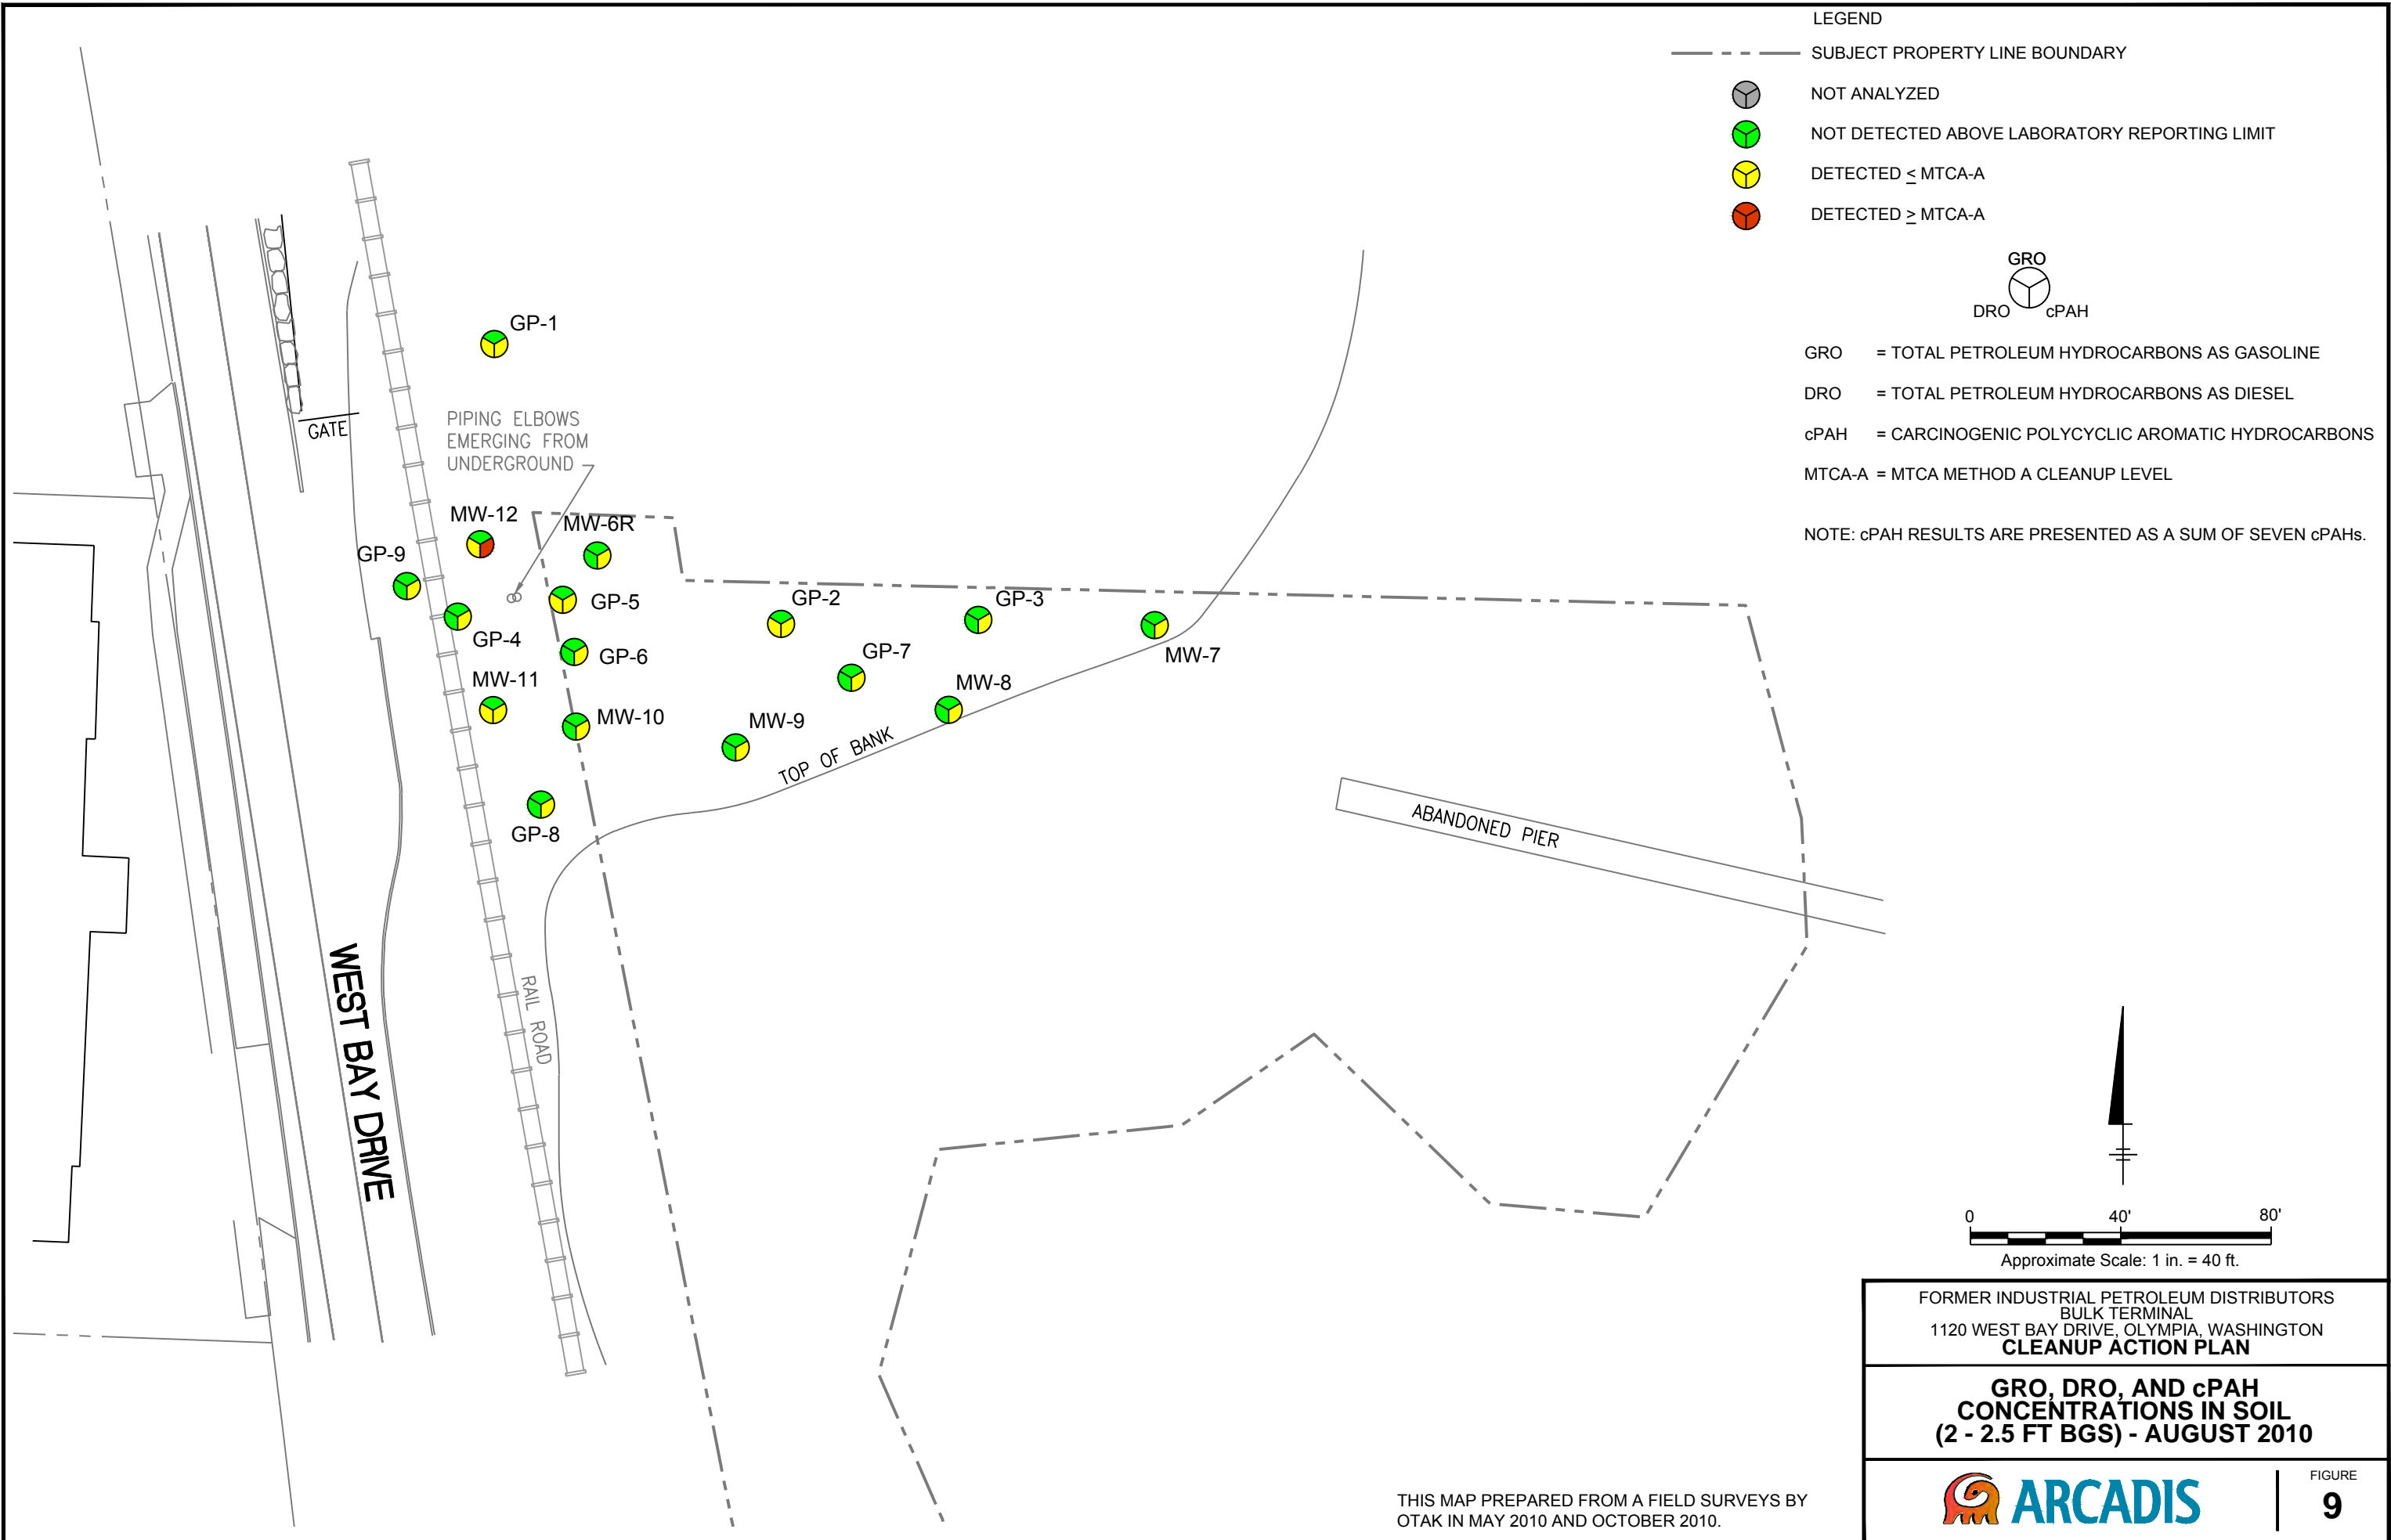 LEGEND
SUBJECT PROPERTY LINE BOUNDARY
NOT ANALYZED
NOT DETECTED ABOVE LABORATORY REPORTING LIMIT
DETECTED ≤ MTCA-A
DETECTED ≥ MTCA-A
GRO
DRO cPAH
GRO = TOTAL PETROLEUM HYDROCARBONS AS GASOLINE
DRO = TOTAL PETROLEUM HYDROCARBONS AS DIESEL
cPAH = CARCINOGENIC POLYCYCLIC AROMATIC HYDROCARBONS
MTCA-A = MTCA METHOD A CLEANUP LEVEL
NOTE: cPAH RESULTS ARE PRESENTED AS A SUM OF SEVEN cPAHs.
GP-1
PIPING ELBOWS
EMERGING FROM
UNDERGROUND
GATE
MW-12
MW-6R
GP-9
GP-5
GP-2
GP-3
GP-4
GP-6
GP-7
MW-7
MW-11
MW-8
MW-10
MW-9
TOP OF BANK
GP-8
ABANDONED PIER
WEST BAY DRIVE
RAIL ROAD
0 40' 80'
Approximate Scale: 1 in. = 40 ft.
FORMER INDUSTRIAL PETROLEUM DISTRIBUTORS
BULK TERMINAL
1120 WEST BAY DRIVE, OLYMPIA, WASHINGTON
CLEANUP ACTION PLAN
GRO, DRO, AND cPAH
CONCENTRATIONS IN SOIL
(2 - 2.5 FT BGS) - AUGUST 2010
THIS MAP PREPARED FROM A FIELD SURVEYS BY
OTAK IN MAY 2010 AND OCTOBER 2010.
ARCADIS
FIGURE
9